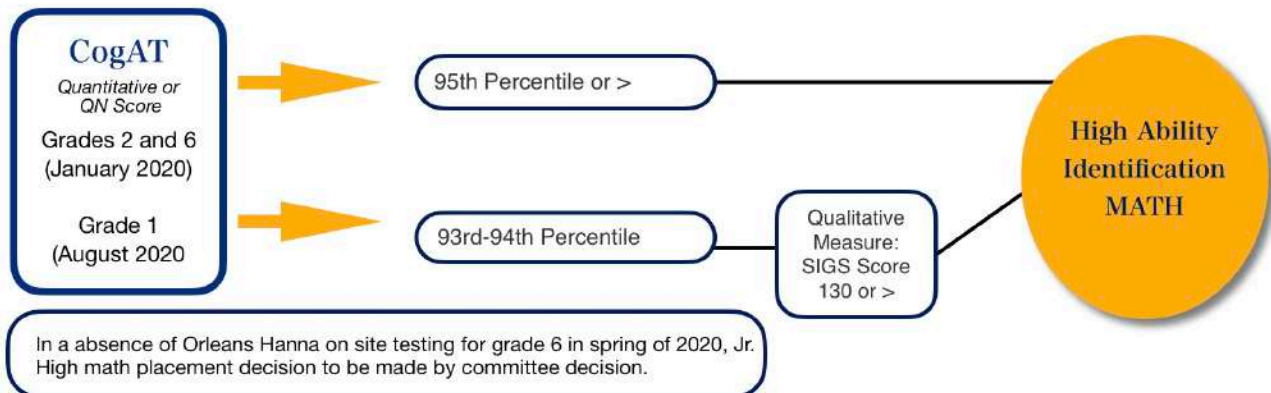 CogAT
Quantitative or
QN Score
Grades 2 and 6
(January 2020)
Grade 1
(August 2020
95th Percentile or >
93rd-94th Percentile
Qualitative
Measure:
SIGS Score
130 or >
High Ability
Identification
MATH
In a absence of Orleans Hanna on site testing for grade 6 in spring of 2020, Jr.
High math placement decision to be made by committee decision.